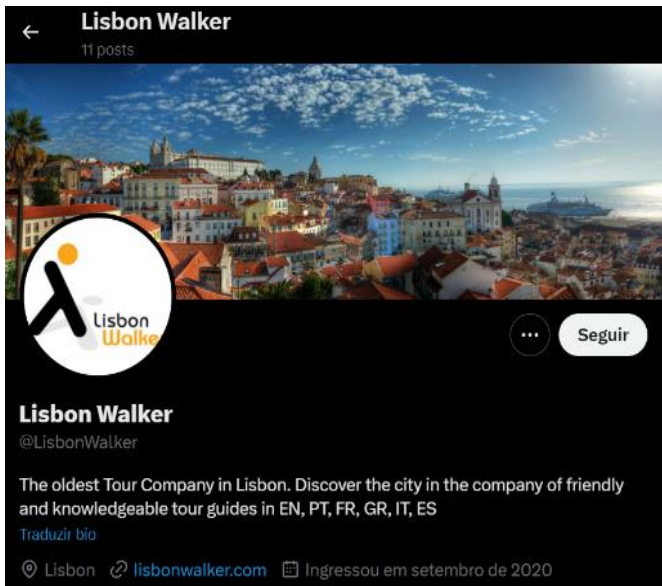 Lisbon Walker
11 posts
Lisbon
Walke
Seguir
Lisbon Walker
@LisbonWalker
The oldest Tour Company in Lisbon. Discover the city in the company of friendly
and knowledgeable tour guides in EN, PT, FR, GR, IT, ES
Traduzir bio
Lisbon lisbonwalker.com Ingressou em setembro de 2020